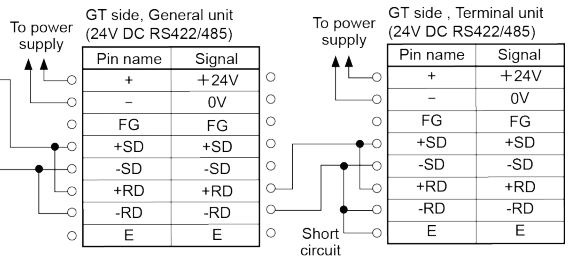 GT side, General unit
(24V DC RS422/485)
To power
supply
Pin name Signal
+ +24V
− 0V
FG FG
+SD +SD
-SD -SD
+RD +RD
-RD -RD
E E
GT side , Terminal unit
(24V DC RS422/485)
To power
supply
Pin name Signal
+ +24V
− 0V
FG FG
+SD +SD
-SD -SD
+RD +RD
-RD -RD
E E
Short
circuit